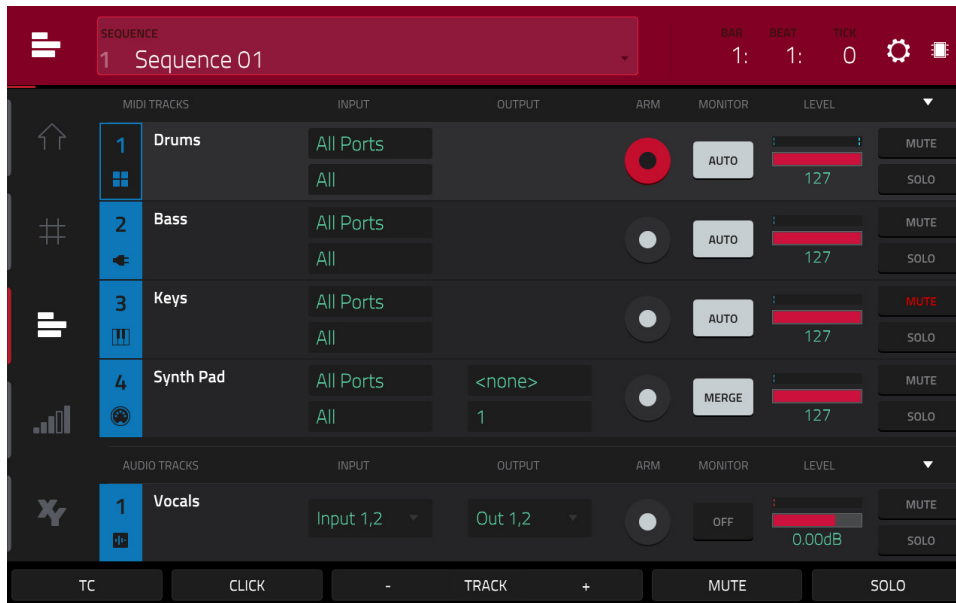 SEQUENCE BAR BEAT TICK
1 Sequence 01 1: 1: 0
MIDI TRACKS INPUT OUTPUT ARM MONITOR LEVEL
1 Drums All Ports AUTO MUTE
All 127 SOLO
2 Bass All Ports AUTO MUTE
All 127 SOLO
3 Keys All Ports AUTO MUTE
All 127 SOLO
4 Synth Pad All Ports <none> MERGE MUTE
All 1 127 SOLO
AUDIO TRACKS INPUT OUTPUT ARM MONITOR LEVEL
1 Vocals Input 1,2 Out 1,2 OFF MUTE
0.00dB SOLO
XY
TC CLICK - TRACK + MUTE SOLO